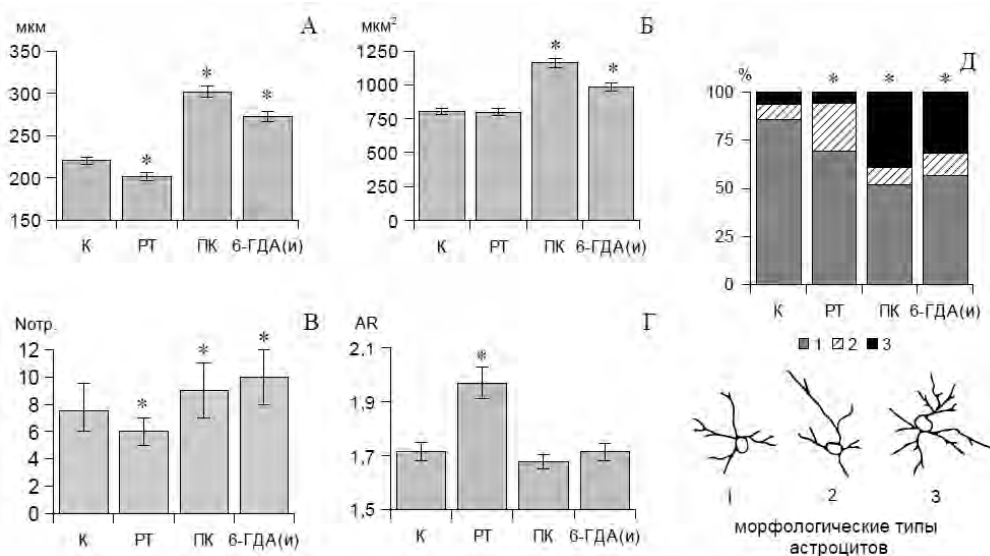 мкм
А
350
300
250
200
150
*
*
*
К РТ ПК 6-ГДА(и)
мкм²
Б
1250
1000
750
500
250
0
*
*
К РТ ПК 6-ГДА(и)
%
* * *
Д
100
75
50
25
0
К РТ ПК 6-ГДА(и)
1 2 3
Nотр.
В
12
10
8
6
4
2
0
*
*
*
К РТ ПК 6-ГДА(и)
AR
Г
2.1
1.9
1.7
1.5
*
К РТ ПК 6-ГДА(и)
1 2 3
морфологические типы
астроцитов